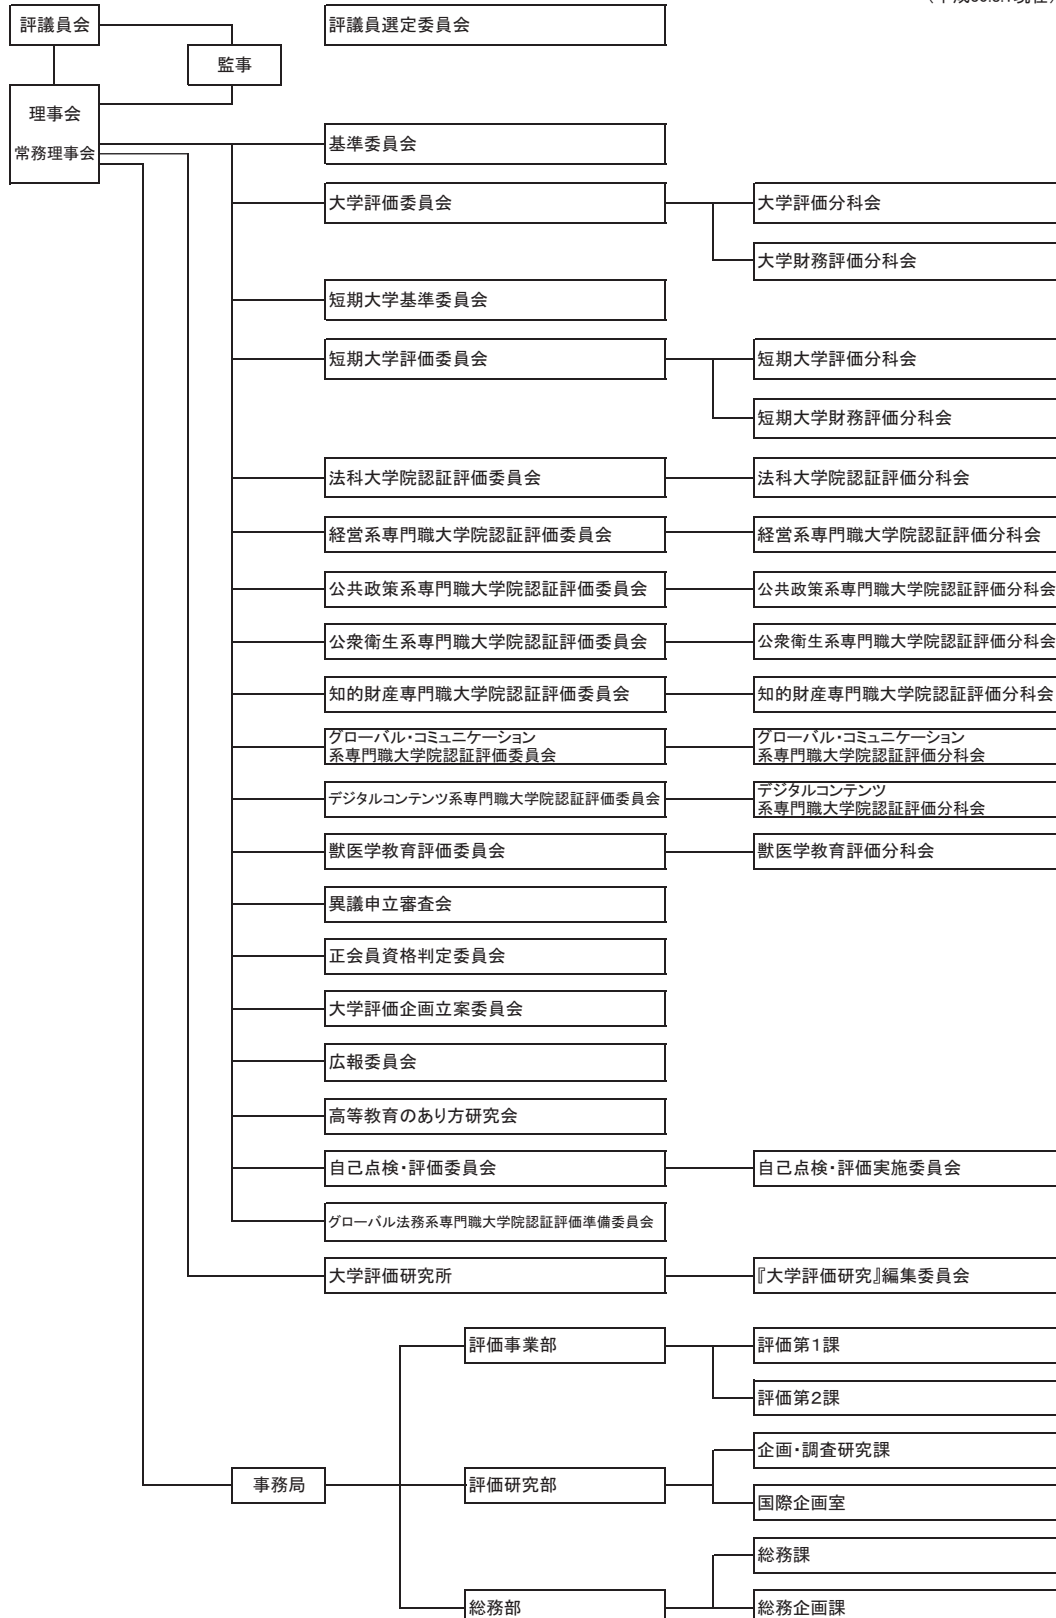 評議員会
評議員選定委員会
監事
理事会
常務理事会
基準委員会
大学評価委員会
大学評価分科会
大学財務評価分科会
短期大学基準委員会
短期大学評価委員会
短期大学評価分科会
短期大学財務評価分科会
法科大学院認証評価委員会
法科大学院認証評価分科会
経営系専門職大学院認証評価委員会
経営系専門職大学院認証評価分科会
公共政策系専門職大学院認証評価委員会
公共政策系専門職大学院認証評価分科会
公衆衛生系専門職大学院認証評価委員会
公衆衛生系専門職大学院認証評価分科会
知的財産専門職大学院認証評価委員会
知的財産専門職大学院認証評価分科会
グローバル・コミュニケーション
系専門職大学院認証評価委員会
グローバル・コミュニケーション
系専門職大学院認証評価分科会
デジタルコンテンツ系専門職大学院認証評価委員会
デジタルコンテンツ
系専門職大学院認証評価分科会
獣医学教育評価委員会
獣医学教育評価分科会
異議申立審査会
正会員資格判定委員会
大学評価企画立案委員会
広報委員会
高等教育のあり方研究会
自己点検・評価委員会
自己点検・評価実施委員会
グローバル法務系専門職大学院認証評価準備委員会
大学評価研究所
『大学評価研究』編集委員会
評価事業部
評価第1課
評価第2課
企画・調査研究課
事務局
評価研究部
国際企画室
総務課
総務部
総務企画課